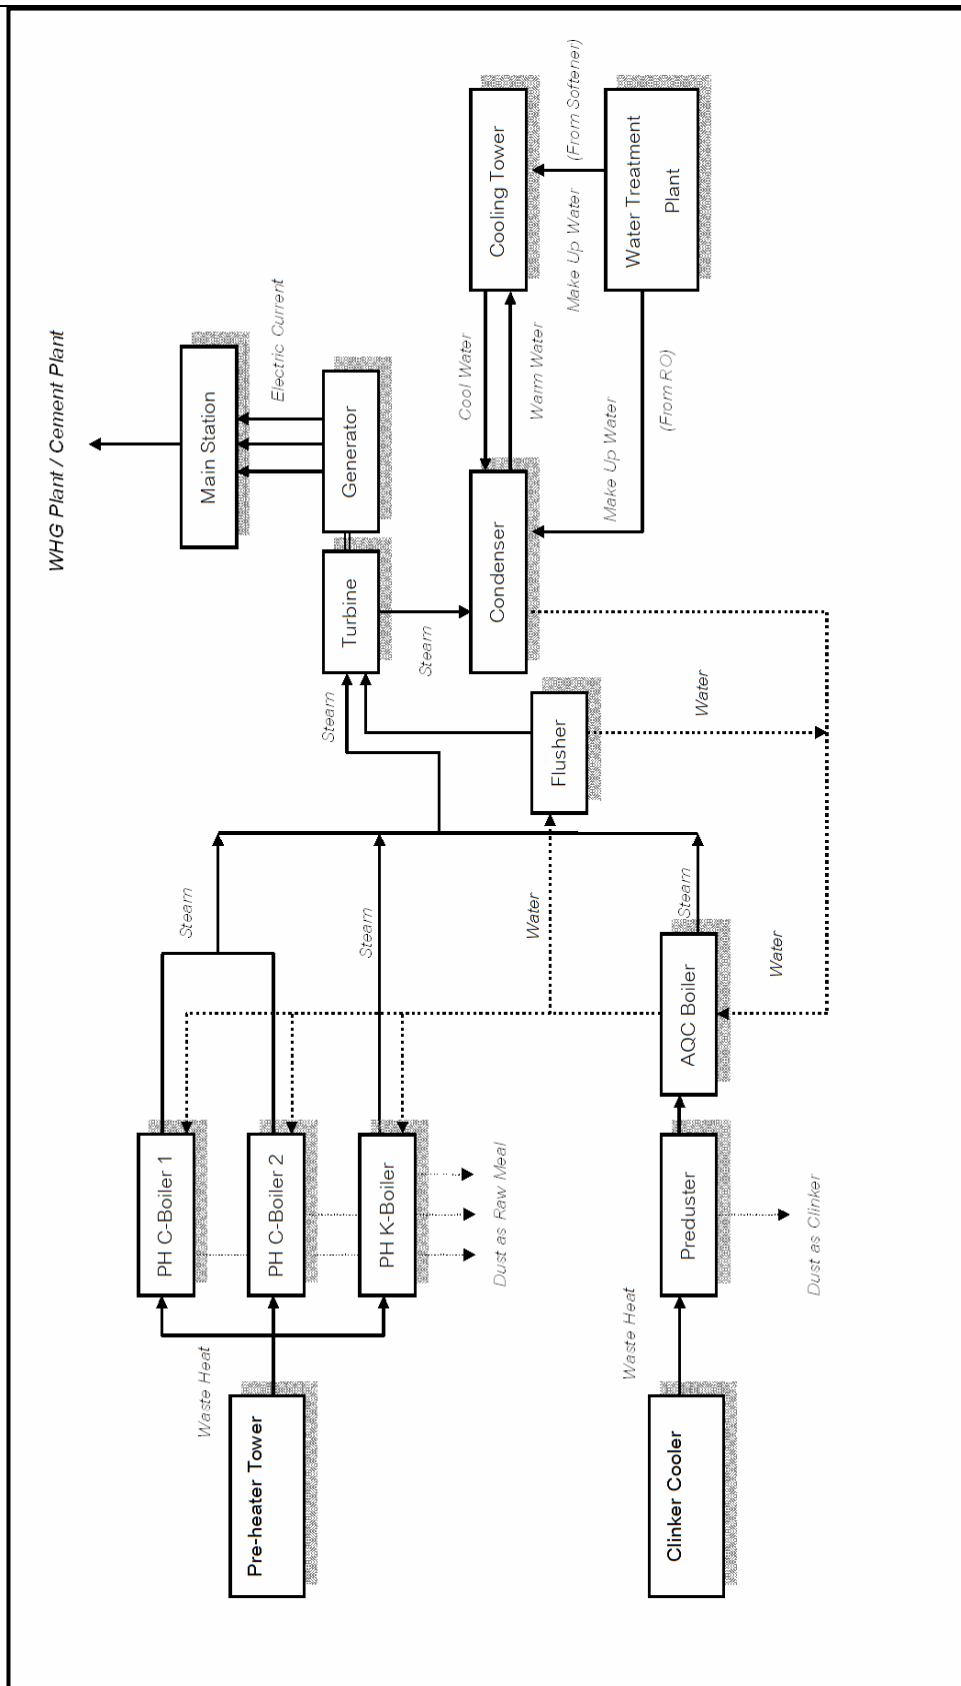 WHG Plant / Cement Plant
Main Station
Electric Current
Generator
Turbine
Steam
Steam
Cooling Tower
Cool Water
Warm Water
Condenser
(From Softener)
Make Up Water
Water Treatment
Plant
Make Up Water
(From RO)
Flusher
Water
Steam
Steam
Water
Steam
Water
AQC Boiler
PH C-Boiler 1
PH C-Boiler 2
PH K-Boiler
Dust as Raw Meal
Preduster
Dust as Clinker
Waste Heat
Waste Heat
Pre-heater Tower
Clinker Cooler